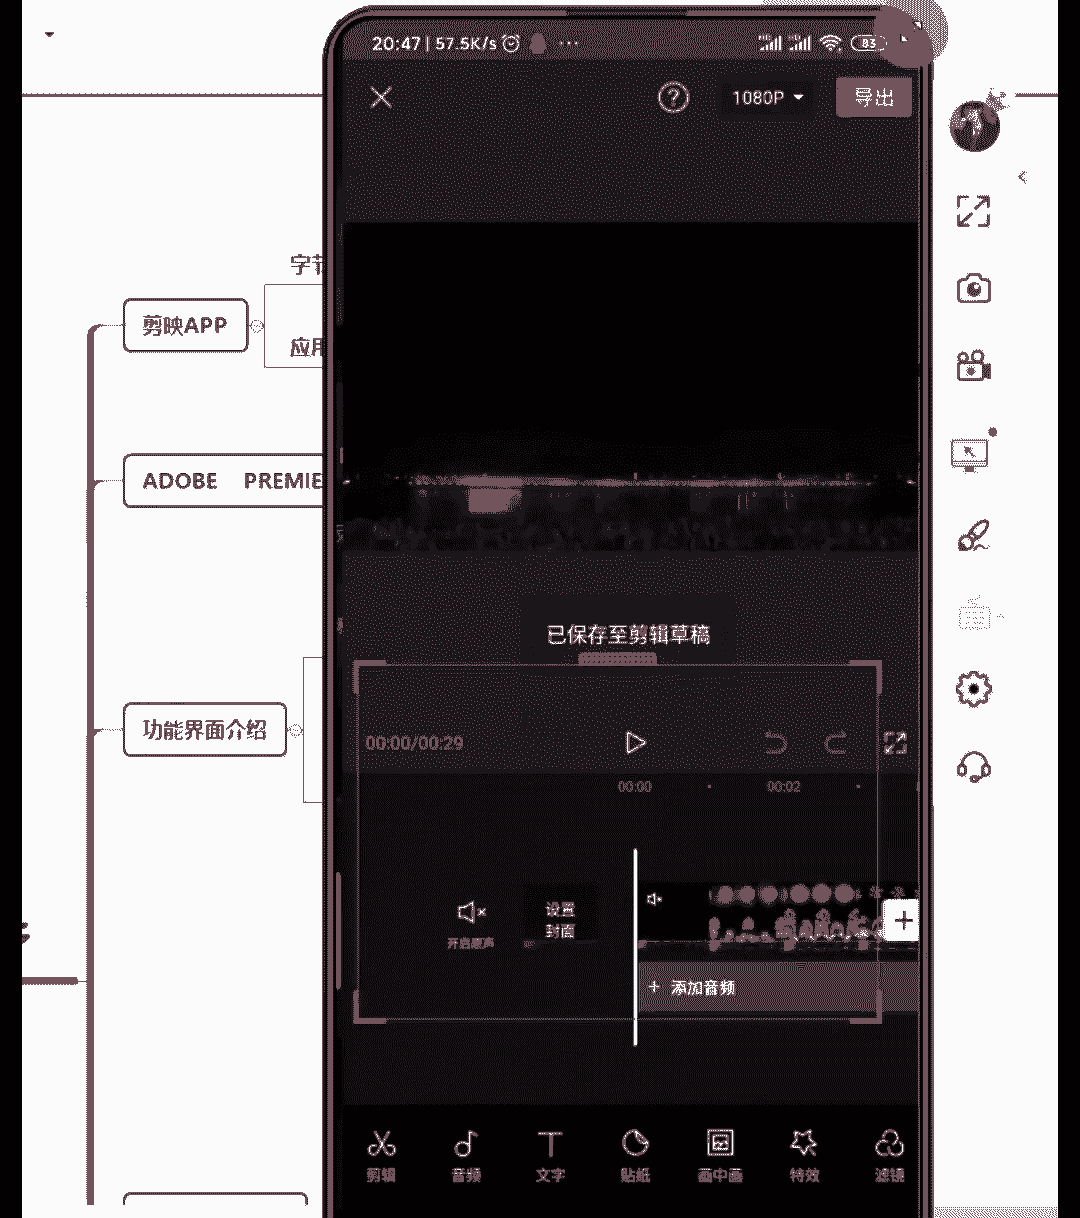 20:47 | 57.5K/s ...
83
1080P
导出
字
剪映APP
应用
ADOBE PREMIE
已保存至剪辑草稿
功能界面介绍
00:00/00:29
00:00
00:02
设置
封面
开启原声
+ 添加音频
剪辑
音频
文字
贴纸
画中画
特效
滤镜